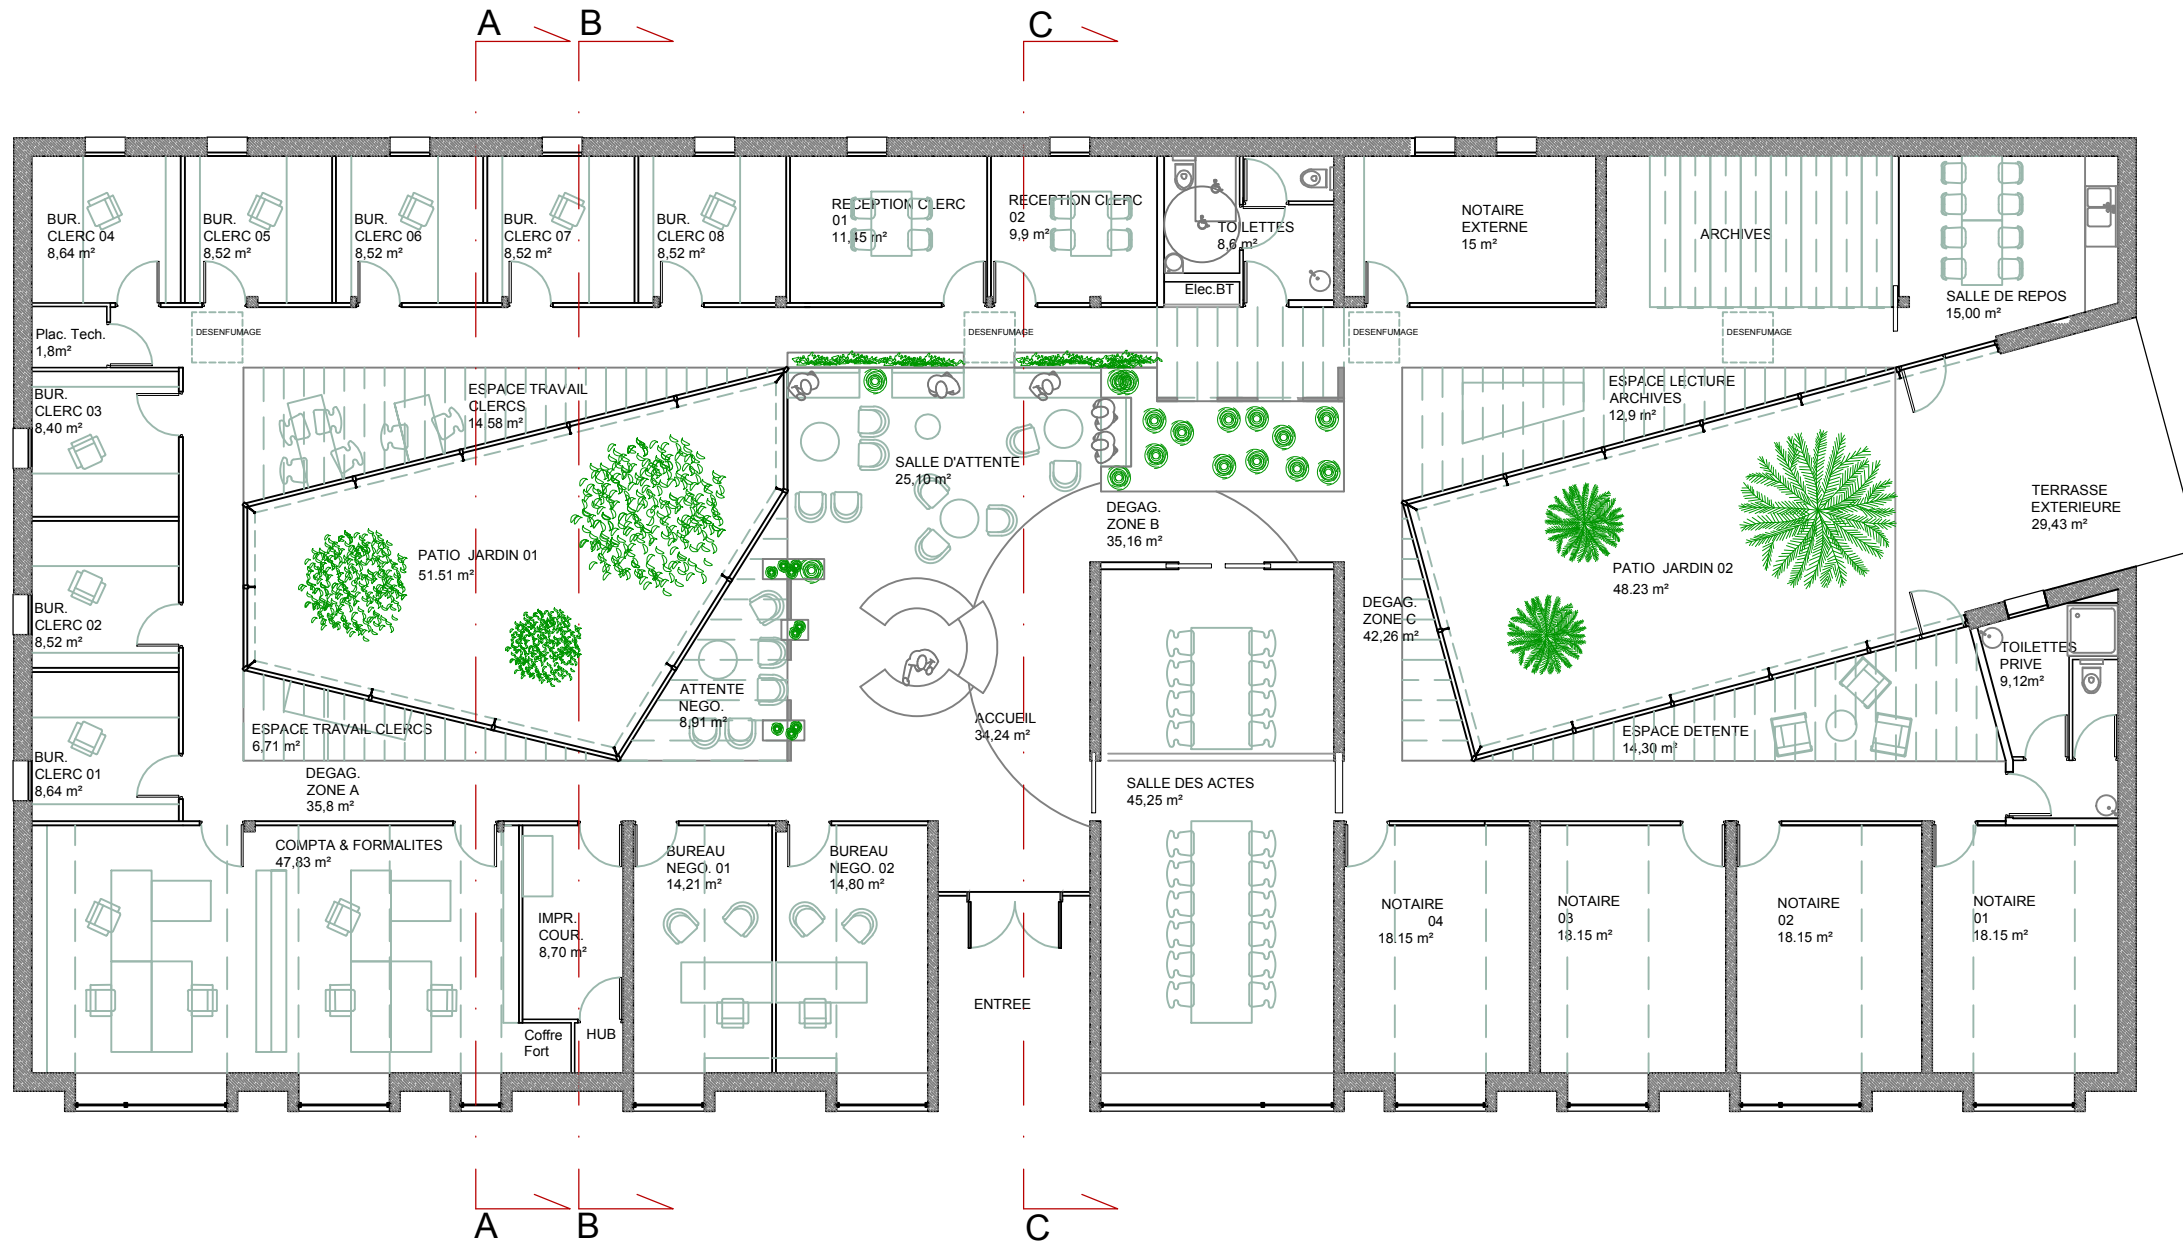 A
B
C
BUR.
CLERC 04
8,64 m²
BUR.
CLERC 05
8,52 m²
BUR.
CLERC 06
8,52 m²
BUR.
CLERC 07
8,52 m²
BUR.
CLERC 08
8,52 m²
RECEPTION CLERC
01
11,45 m²
RECEPTION CLERC
02
9,9 m²
TOILETTES
8,6 m²
Elec.BT
NOTAIRE
EXTERNE
15 m²
ARCHIVES
SALLE DE REPOS
15,00 m²
Plac. Tech.
1,8m²
DESENFUMAGE
DESENFUMAGE
DESENFUMAGE
DESENFUMAGE
BUR.
CLERC 03
8,40 m²
ESPACE TRAVAIL
CLERCS
14.58 m²
SALLE D'ATTENTE
25,10 m²
ESPACE LECTURE
ARCHIVES
12,9 m²
PATIO JARDIN 01
51.51 m²
DEGAG.
ZONE B
35,16 m²
TERRASSE
EXTERIEURE
29,43 m²
PATIO JARDIN 02
48.23 m²
BUR.
CLERC 02
8,52 m²
DEGAG.
ZONE C
42,26 m²
TOILETTES
PRIVE
9,12m²
ATTENTE
NEGO.
8,91 m²
ACCUEIL
34,24 m²
ESPACE TRAVAIL CLERCS
6,71 m²
ESPACE DETENTE
14,30 m²
BUR.
CLERC 01
8,64 m²
DEGAG.
ZONE A
35,8 m²
SALLE DES ACTES
45,25 m²
COMPTA & FORMALITES
47,83 m²
BUREAU
NEGO. 01
14,21 m²
BUREAU
NEGO. 02
14,80 m²
IMPR.
COUR.
8,70 m²
NOTAIRE
04
18.15 m²
NOTAIRE
03
18.15 m²
NOTAIRE
02
18.15 m²
NOTAIRE
01
18.15 m²
ENTREE
Coffre
Fort
HUB
A
B
C